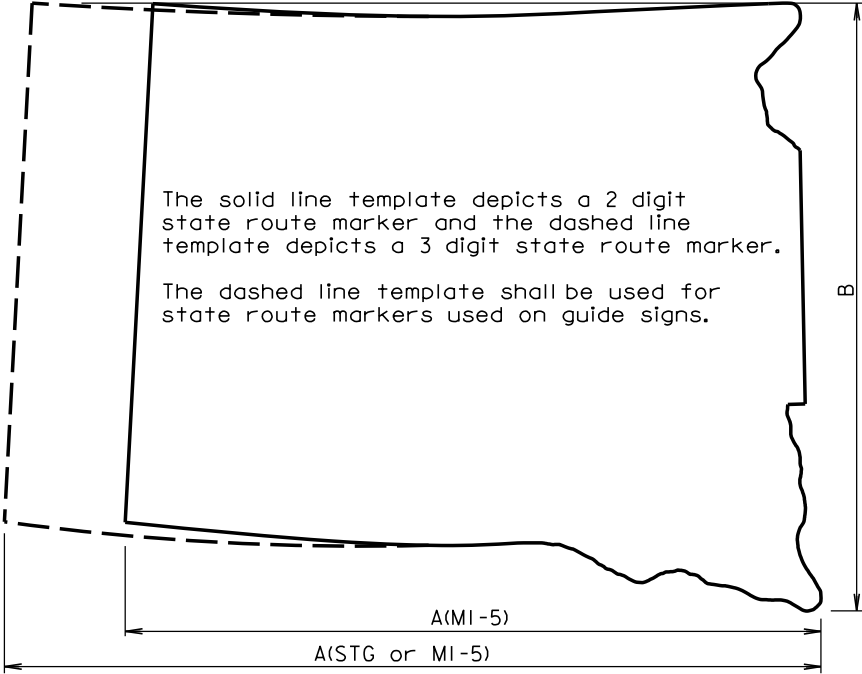 The solid line template depicts a 2 digit
state route marker and the dashed line
template depicts a 3 digit state route marker.
The dashed line template shall be used for
state route markers used on guide signs.
B
A(M1-5)
A(STG or M1-5)